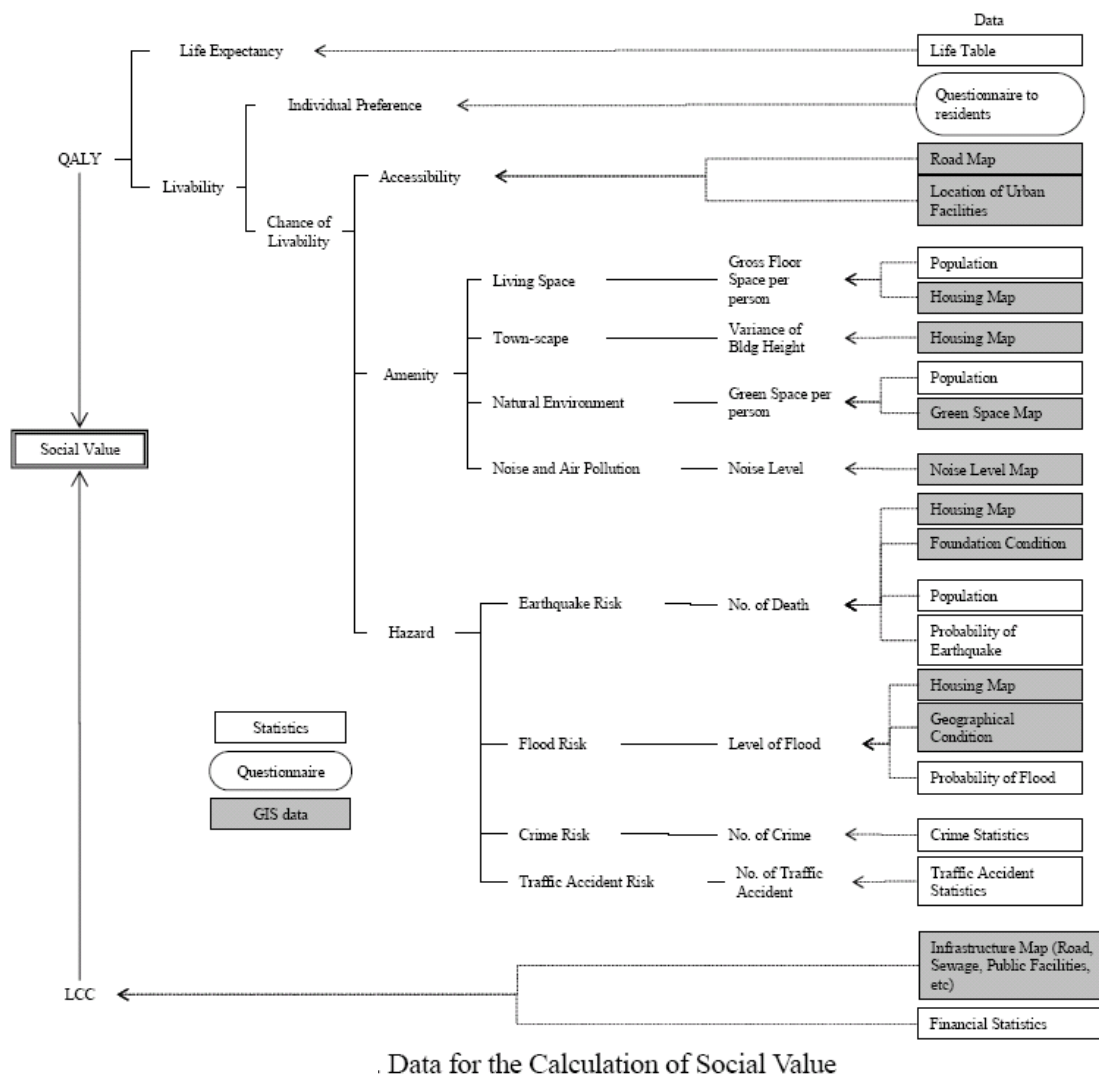 Data
Life Expectancy
Life Table
Individual Preference
Questionnaire to
residents
QALY
Livability
Accessibility
Road Map
Location of Urban
Facilities
Chance of
Livability
Living Space
Gross Floor
Space per
person
Population
Housing Map
Town-scape
Variance of
Bldg Height
Housing Map
Amenity
Natural Environment
Green Space per
person
Population
Green Space Map
Social Value
Noise and Air Pollution
Noise Level
Noise Level Map
Housing Map
Foundation Condition
Hazard
Earthquake Risk
No. of Death
Population
Probability of
Earthquake
Housing Map
Statistics
Flood Risk
Level of Flood
Geographical
Condition
Questionnaire
Probability of Flood
GIS data
Crime Risk
No. of Crime
Crime Statistics
Traffic Accident Risk
No. of Traffic
Accident
Traffic Accident
Statistics
Infrastructure Map (Road,
Sewage, Public Facilities,
etc)
LCC
Financial Statistics
. Data for the Calculation of Social Value